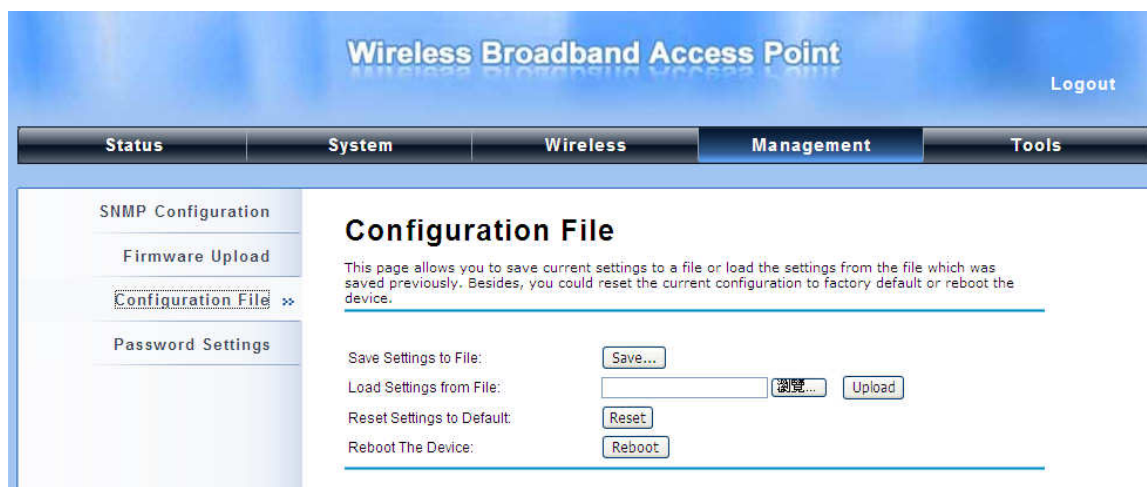 Wireless Broadband Access Point
Logout
Status System Wireless Management Tools
SNMP Configuration
Firmware Upload
Configuration File »
Password Settings
Configuration File
This page allows you to save current settings to a file or load the settings from the file which was
saved previously. Besides, you could reset the current configuration to factory default or reboot the
device.
Save Settings to File: Save...
Load Settings from File: 瀏覽... Upload
Reset Settings to Default: Reset
Reboot The Device: Reboot